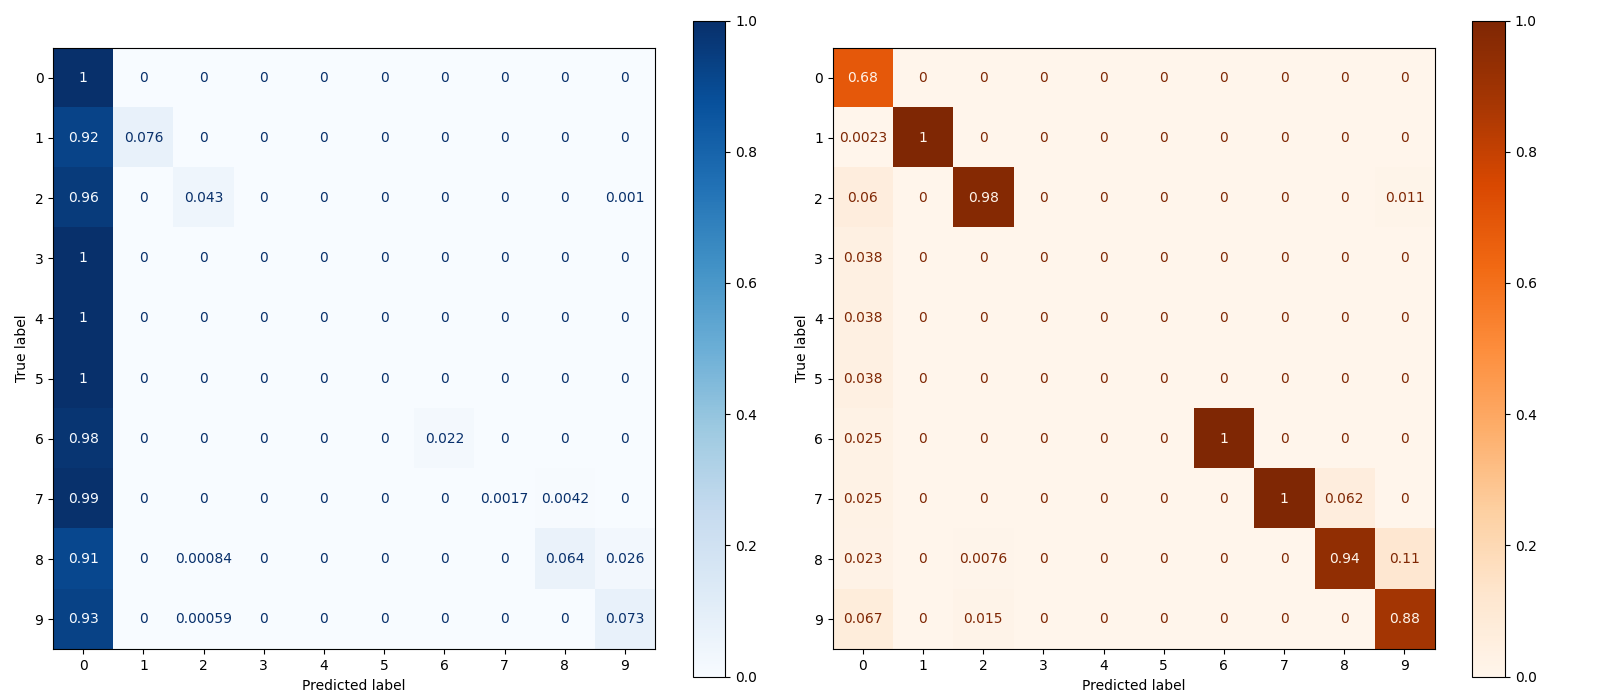 1.0
1.0
0 1 0 0 0 0 0 0 0 0 0
0 0.68 0 0 0 0 0 0 0 0 0
1 0.92 0.076 0 0 0 0 0 0 0 0
0.8
1 0.0023 1 0 0 0 0 0 0 0 0
0.8
2 0.96 0 0.043 0 0 0 0 0 0 0.001
2 0.06 0 0.98 0 0 0 0 0 0 0.011
3 1 0 0 0 0 0 0 0 0 0
0.6
3 0.038 0 0 0 0 0 0 0 0 0
0.6
True label
4 1 0 0 0 0 0 0 0 0 0
True label
4 0.038 0 0 0 0 0 0 0 0 0
5 1 0 0 0 0 0 0 0 0 0
0.4
5 0.038 0 0 0 0 0 0 0 0 0
0.4
6 0.98 0 0 0 0 0 0.022 0 0 0
6 0.025 0 0 0 0 0 1 0 0 0
7 0.99 0 0 0 0 0 0 0.0017 0.0042 0
0.2
7 0.025 0 0 0 0 0 0 1 0.062 0
0.2
8 0.91 0 0.00084 0 0 0 0 0 0.064 0.026
8 0.023 0 0.0076 0 0 0 0 0 0.94 0.11
9 0.93 0 0.00059 0 0 0 0 0 0 0.073
9 0.067 0 0.015 0 0 0 0 0 0 0.88
0.0
0.0
0 1 2 3 4 5 6 7 8 9
0 1 2 3 4 5 6 7 8 9
Predicted label
Predicted label